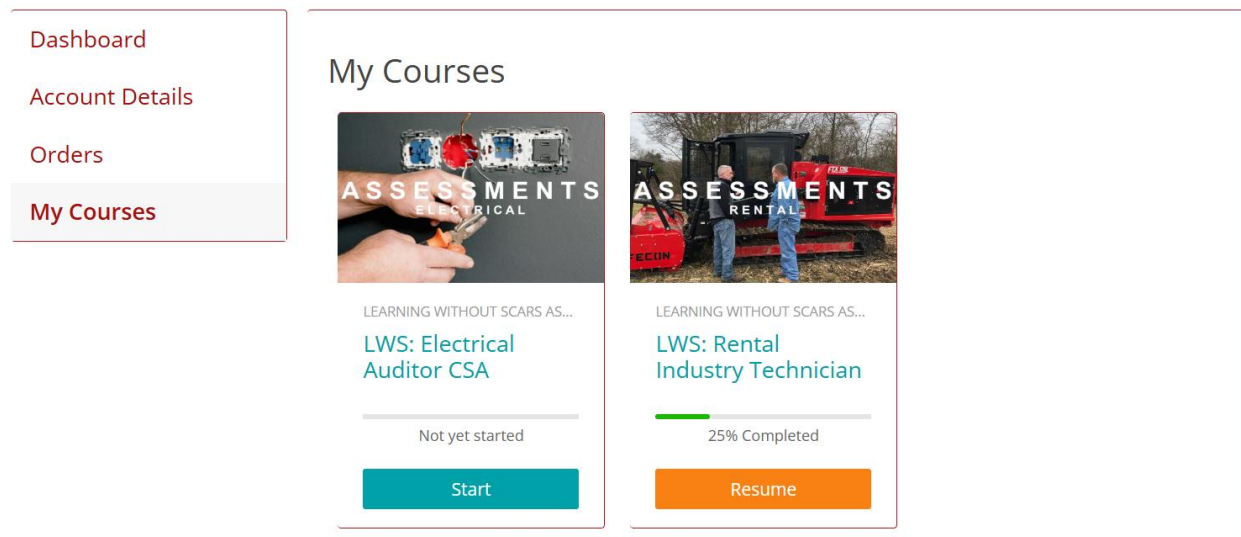 Dashboard
Account Details
Orders
My Courses
My Courses
ASSESSMENTS
ELECTRICAL
LEARNING WITHOUT SCARS AS...
LWS: Electrical
Auditor CSA
Not yet started
Start
ASSESSMENTS
RENTAL
FECON
LEARNING WITHOUT SCARS AS...
LWS: Rental
Industry Technician
25% Completed
Resume